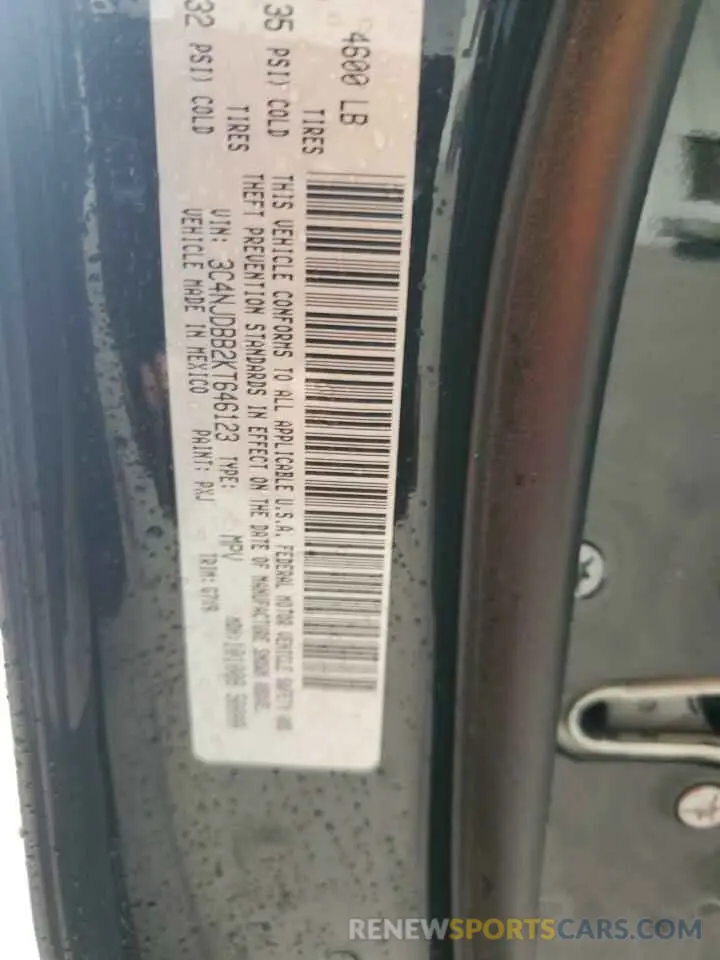 4600 LB
TIRES
35 PSI) COLD
TIRES
32 PSI) COLD
THIS VEHICLE CONFORMS TO ALL APPLICABLE U.S.A. FEDERAL MOTOR VEHICLE SAFETY AND
THEFT PREVENTION STANDARDS IN EFFECT ON THE DATE OF MANUFACTURE SHOWN ABOVE.
VIN: 3C4NJDBB2KT646123 TYPE: MPV MDH:
VEHICLE MADE IN MEXICO PAINT: PXJ TRIM:
RENEWSPORTSCARS.COM